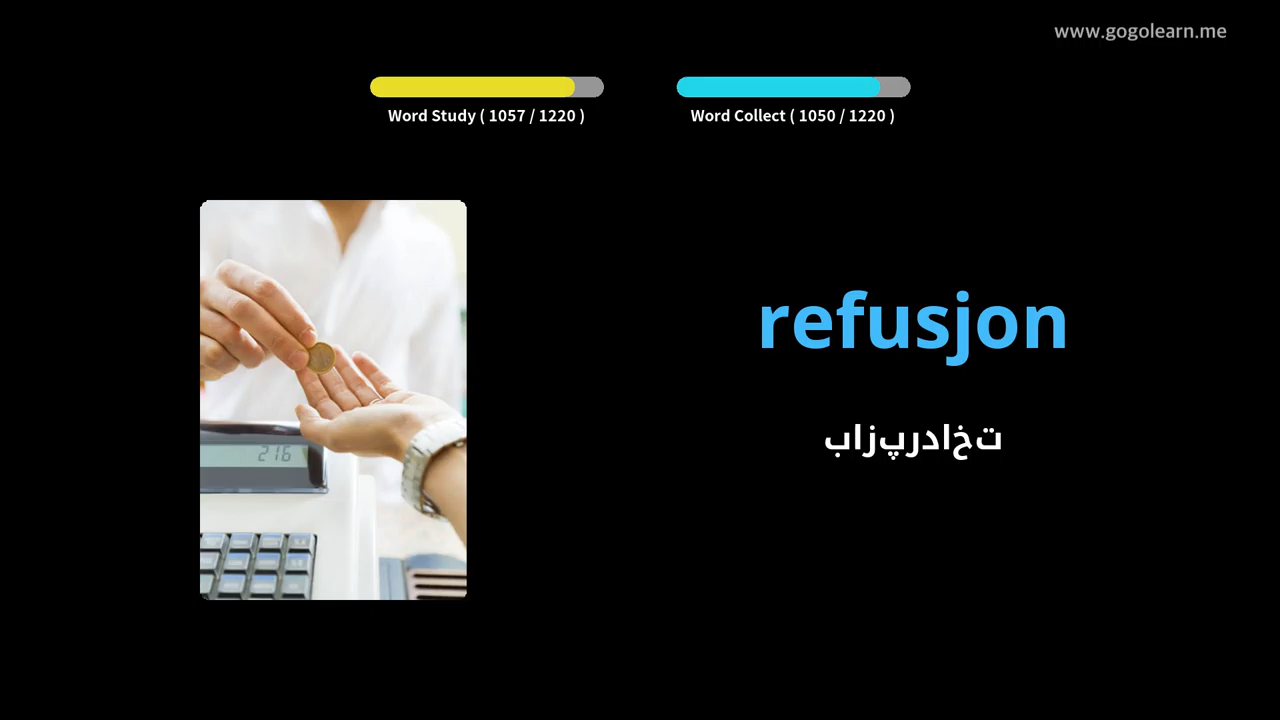 www.gogolearn.me
Word Study ( 1057 / 1220 )
Word Collect ( 1050 / 1220 )
refusjon
تخادرپزاب
216